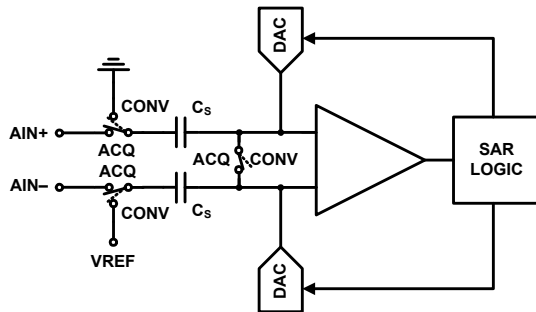 DAC
CONV
Cs
AIN+
ACQ
ACQ
ACQ CONV
SAR
LOGIC
AIN–
CONV
Cs
VREF
DAC